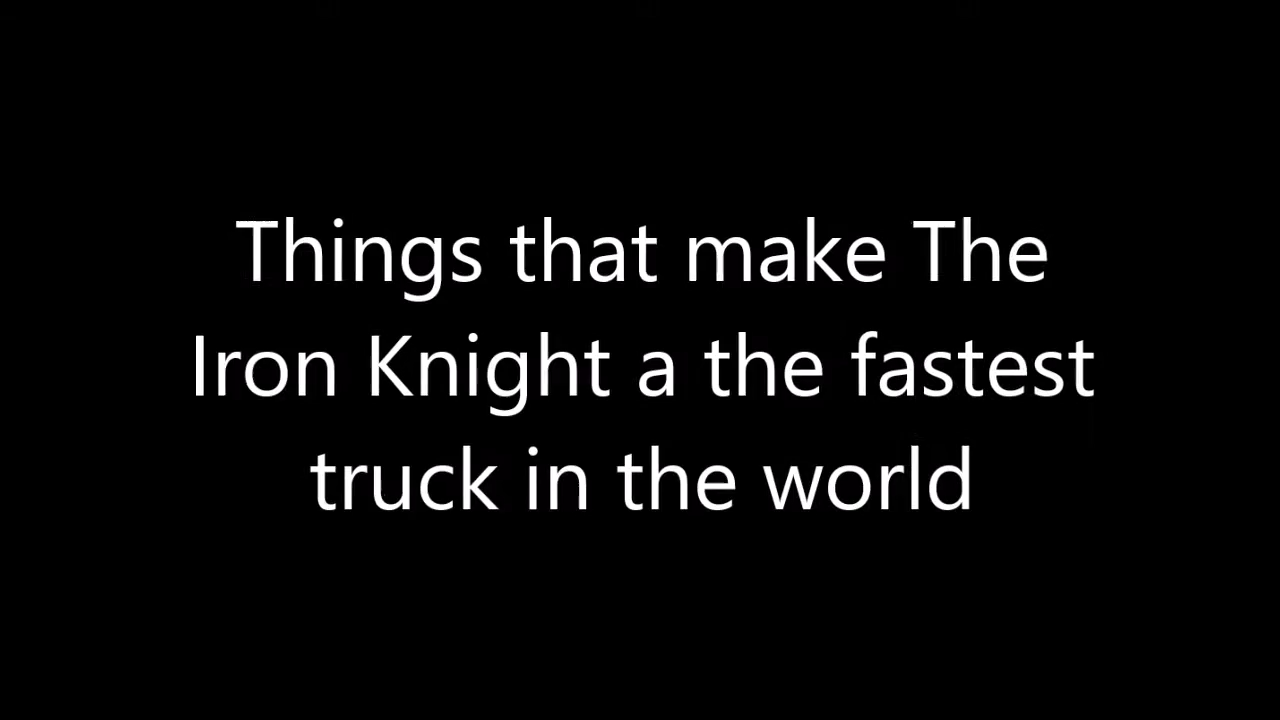 Things that make The
Iron Knight a the fastest
truck in the world